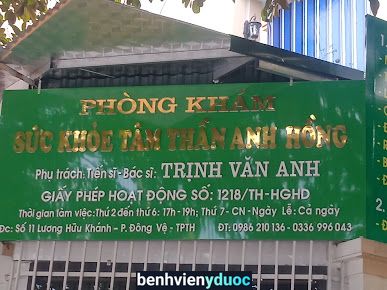 PHÒNG KHÁM
SỨC KHỎE TÂM THẦN ANH HỒNG
Phụ trách: Tiến sĩ - Bác sĩ: TRỊNH VĂN ANH
GIẤY PHÉP HOẠT ĐỘNG SỐ: 1218/TH-HGHD
Thời gian làm việc: Thứ 2 đến thứ 6: 17h - 19h; Thứ 7 - CN - Ngày Lễ: Cả ngày
Đc: Số 11 Lương Hữu Khánh – P. Đông Vệ - TPTH
ĐT: 0986 210 136 - 0336 996 043
benhvienyduoc